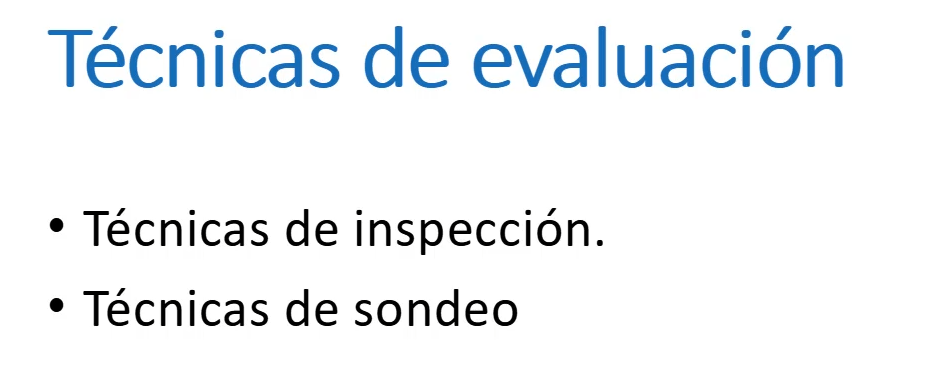 Técnicas de evaluación
• Técnicas de inspección.
• Técnicas de sondeo